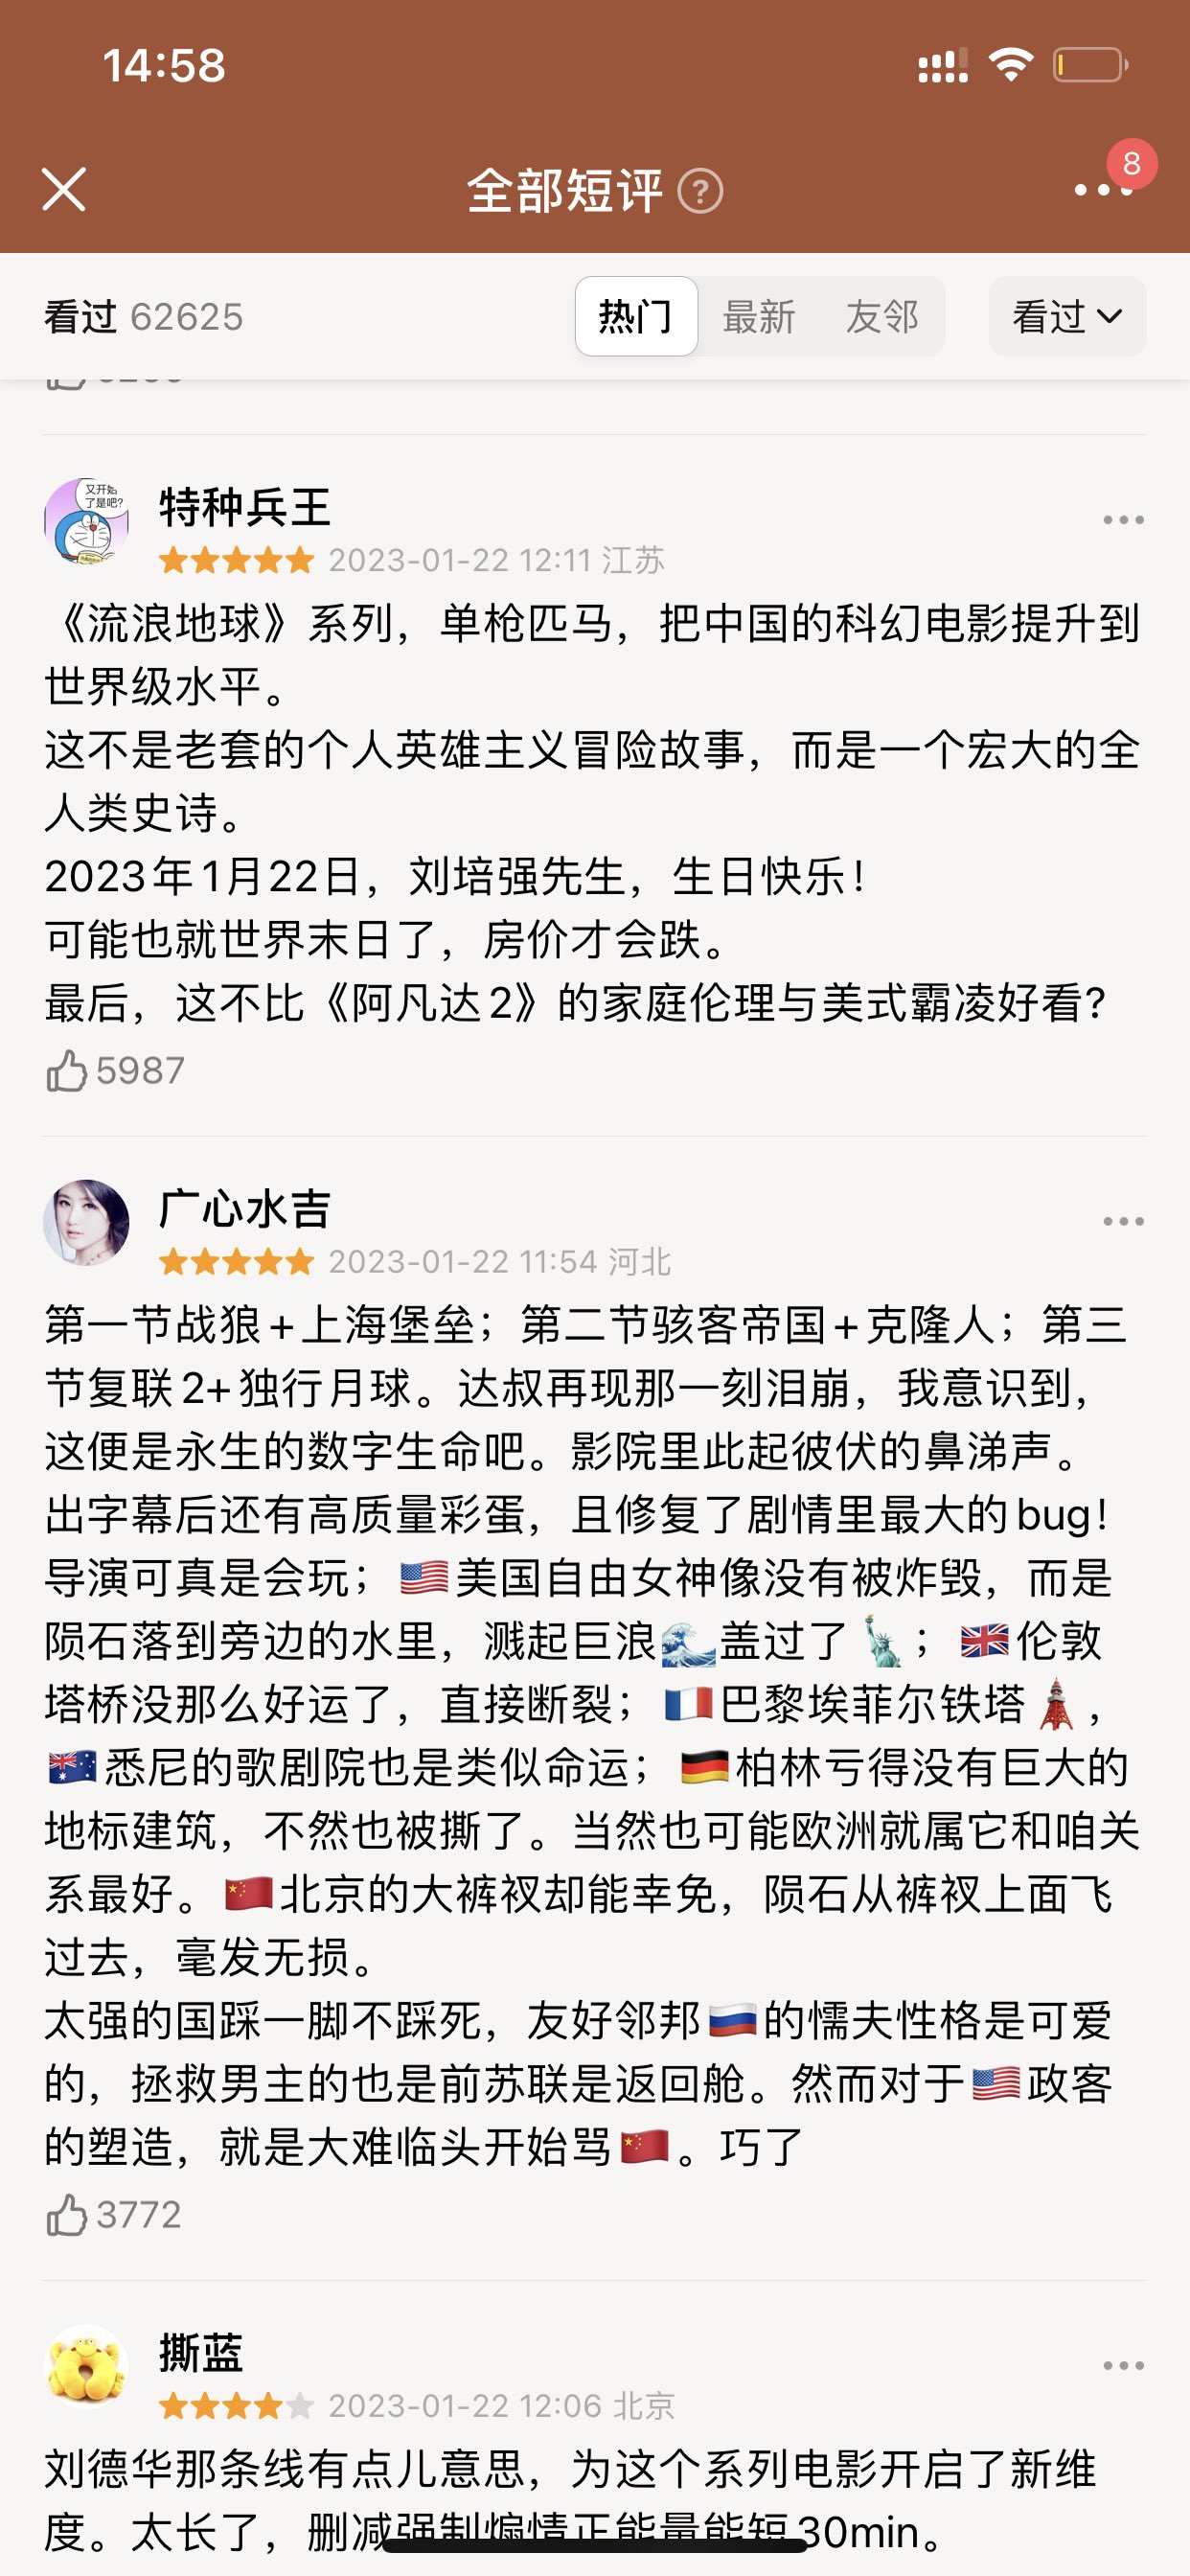 14:58
全部短评 ?
8
看过 62625
热门 最新 友邻 看过
又开始
了是吧?
特种兵王
2023-01-22 12:11 江苏
《流浪地球》系列，单枪匹马，把中国的科幻电影提升到
世界级水平。
这不是老套的个人英雄主义冒险故事，而是一个宏大的全
人类史诗。
2023年1月22日，刘培强先生，生日快乐！
可能也就世界末日了，房价才会跌。
最后，这不比《阿凡达2》的家庭伦理与美式霸凌好看？
5987
广心水吉
2023-01-22 11:54 河北
第一节战狼+上海堡垒；第二节骇客帝国+克隆人；第三
节复联2+独行月球。达叔再现那一刻泪崩，我意识到，
这便是永生的数字生命吧。影院里此起彼伏的鼻涕声。
出字幕后还有高质量彩蛋，且修复了剧情里最大的bug！
导演可真是会玩；🇺🇸美国自由女神像没有被炸毁，而是
陨石落到旁边的水里，溅起巨浪🌊盖过了🗽；🇬🇧伦敦
塔桥没那么好运了，直接断裂；🇫🇷巴黎埃菲尔铁塔🗼，
🇦🇺悉尼的歌剧院也是类似命运；🇩🇪柏林亏得没有巨大的
地标建筑，不然也被撕了。当然也可能欧洲就属它和咱关
系最好。🇨🇳北京的大裤衩却能幸免，陨石从裤衩上面飞
过去，毫发无损。
太强的国踩一脚不踩死，友好邻邦🇷🇺的懦夫性格是可爱
的，拯救男主的也是前苏联是返回舱。然而对于🇺🇸政客
的塑造，就是大难临头开始骂🇨🇳。巧了
3772
撕蓝
2023-01-22 12:06 北京
刘德华那条线有点儿意思，为这个系列电影开启了新维
度。太长了，删减强制煽情正能量能短30min。